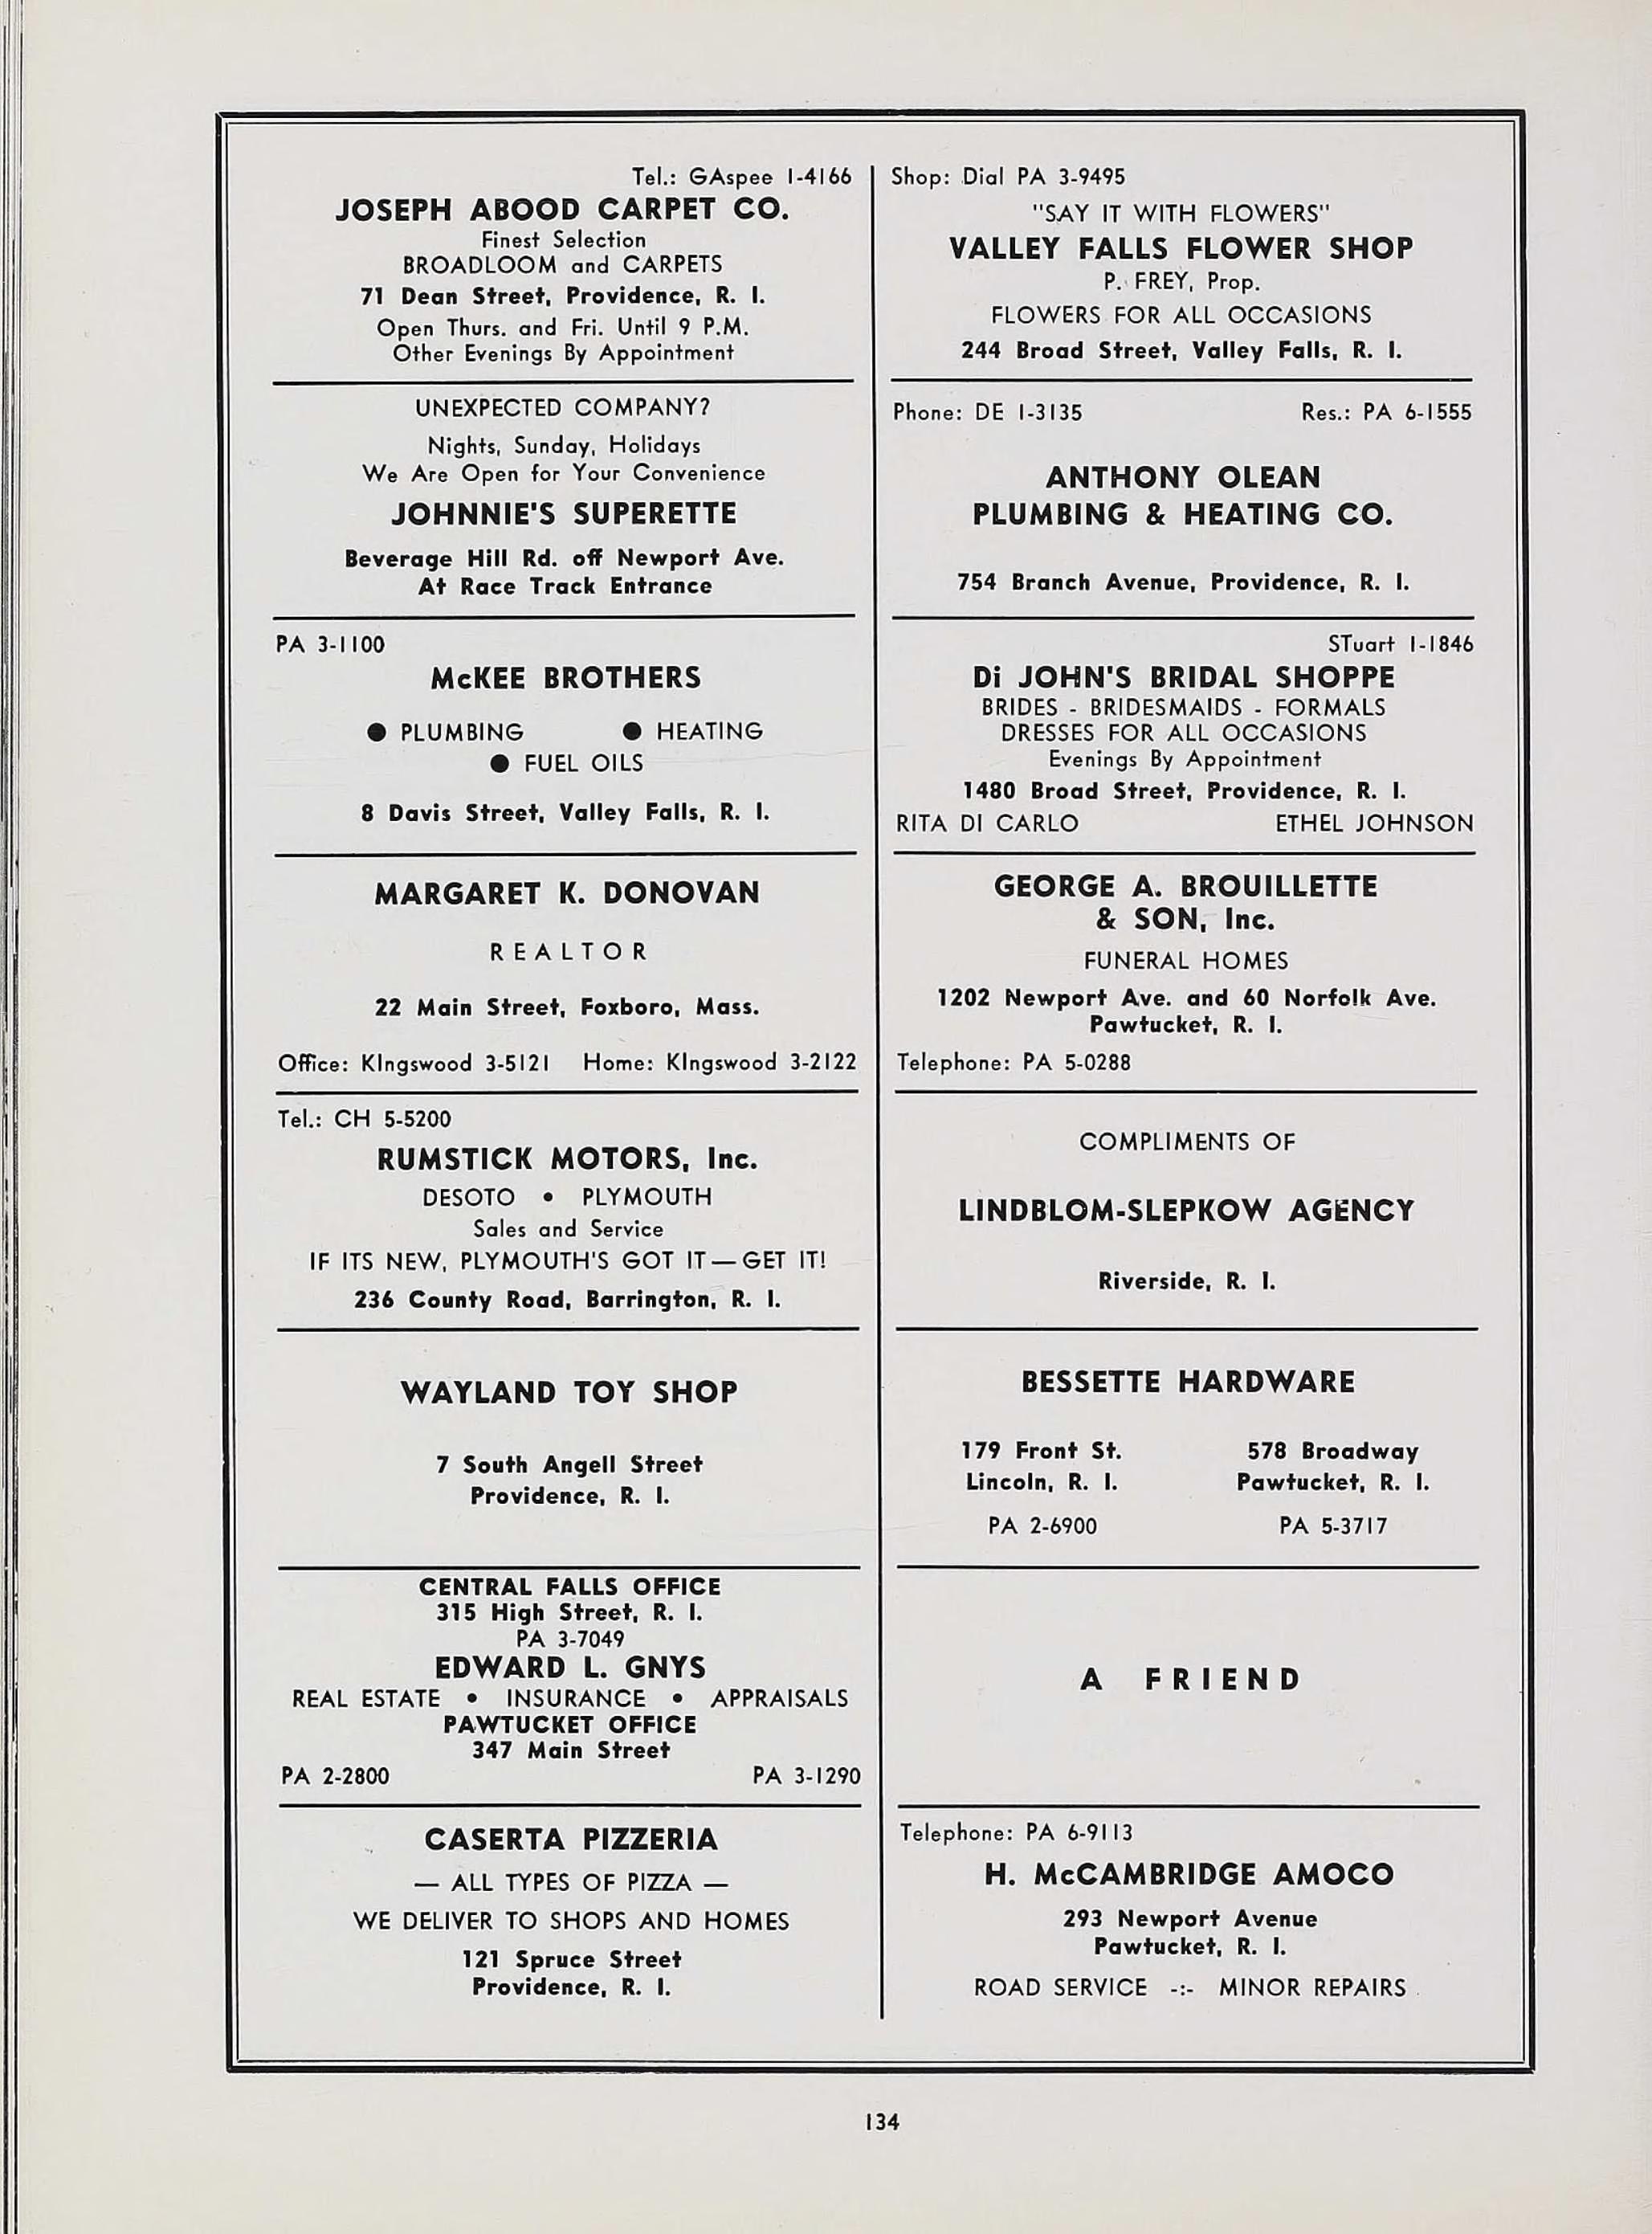 Tel.: GAspee 1-4166
JOSEPH ABOOD CARPET CO.
Finest Selection
BROADLOOM and CARPETS
71 Dean Street, Providence, R. I.
Open Thurs. and Fri. Until 9 P.M.
Other Evenings By Appointment
UNEXPECTED COMPANY?
Nights, Sunday, Holidays
We Are Open for Your Convenience
JOHNNIE'S SUPERETTE
Beverage Hill Rd. off Newport Ave.
At Race Track Entrance
PA 3-1100
McKEE BROTHERS
● PLUMBING ● HEATING
● FUEL OILS
8 Davis Street, Valley Falls, R. I.
MARGARET K. DONOVAN
REALTOR
22 Main Street, Foxboro, Mass.
Office: KIngswood 3-5121 Home: KIngswood 3-2122
Tel.: CH 5-5200
RUMSTICK MOTORS, Inc.
DESOTO • PLYMOUTH
Sales and Service
IF ITS NEW, PLYMOUTH'S GOT IT—GET IT!
236 County Road, Barrington, R. I.
WAYLAND TOY SHOP
7 South Angell Street
Providence, R. I.
CENTRAL FALLS OFFICE
315 High Street, R. I.
PA 3-7049
EDWARD L. GNYS
REAL ESTATE • INSURANCE • APPRAISALS
PAWTUCKET OFFICE
347 Main Street
PA 2-2800 PA 3-1290
CASERTA PIZZERIA
— ALL TYPES OF PIZZA —
WE DELIVER TO SHOPS AND HOMES
121 Spruce Street
Providence, R. I.
Shop: Dial PA 3-9495
"SAY IT WITH FLOWERS"
VALLEY FALLS FLOWER SHOP
P. FREY, Prop.
FLOWERS FOR ALL OCCASIONS
244 Broad Street, Valley Falls, R. I.
Phone: DE 1-3135 Res.: PA 6-1555
ANTHONY OLEAN
PLUMBING & HEATING CO.
754 Branch Avenue, Providence, R. I.
STuart 1-1846
Di JOHN'S BRIDAL SHOPPE
BRIDES - BRIDESMAIDS - FORMALS
DRESSES FOR ALL OCCASIONS
Evenings By Appointment
1480 Broad Street, Providence, R. I.
RITA DI CARLO ETHEL JOHNSON
GEORGE A. BROUILLETTE
& SON, Inc.
FUNERAL HOMES
1202 Newport Ave. and 60 Norfolk Ave.
Pawtucket, R. I.
Telephone: PA 5-0288
COMPLIMENTS OF
LINDBLOM-SLEPKOW AGENCY
Riverside, R. I.
BESSETTE HARDWARE
179 Front St. 578 Broadway
Lincoln, R. I. Pawtucket, R. I.
PA 2-6900 PA 5-3717
A FRIEND
Telephone: PA 6-9113
H. McCAMBRIDGE AMOCO
293 Newport Avenue
Pawtucket, R. I.
ROAD SERVICE -:- MINOR REPAIRS
134